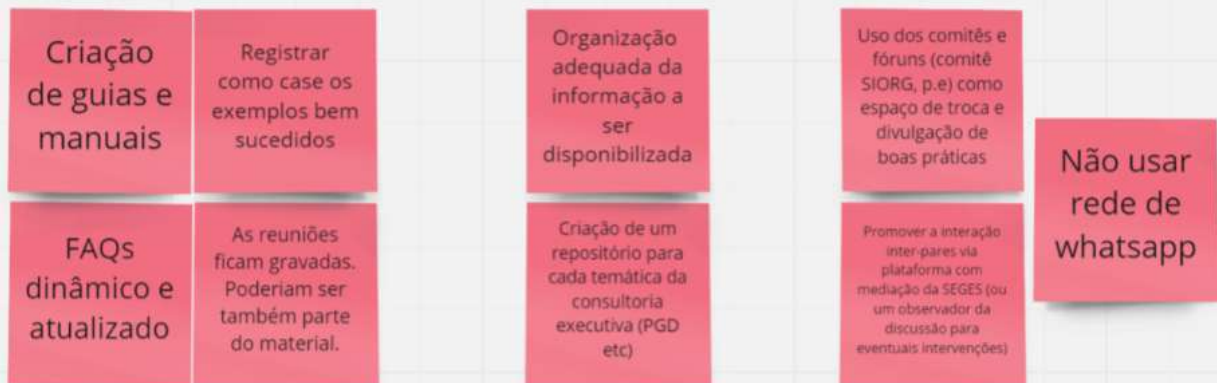 Criação
de guias e
manuais
Registrar
como case os
exemplos bem
sucedidos
Organização
adequada da
informação a
ser
disponibilizada
Uso dos comitês e
fóruns (comitê
SIORG, p.e) como
espaço de troca e
divulgação de
boas práticas
Não usar
rede de
whatsapp
FAQs
dinâmico e
atualizado
As reuniões
ficam gravadas.
Poderiam ser
também parte
do material.
Criação de um
repositório para
cada temática da
consultoria
executiva (PGD
etc)
Promover a interação
inter-pares via
plataforma com
mediação da SEGES (ou
um observador da
discussão para
eventuais intervenções)